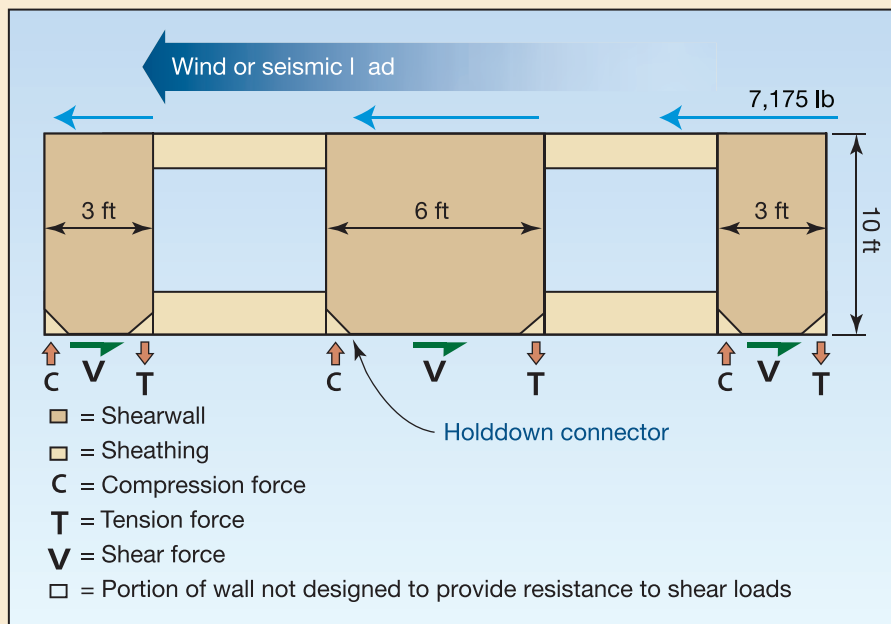 Wind or seismic l ad
7,175 lb
3 ft
6 ft
3 ft
10 ft
C
V
T
C
V
T
C
V
T
= Shearwall
Holddown connector
= Sheathing
C = Compression force
T = Tension force
V = Shear force
= Portion of wall not designed to provide resistance to shear loads